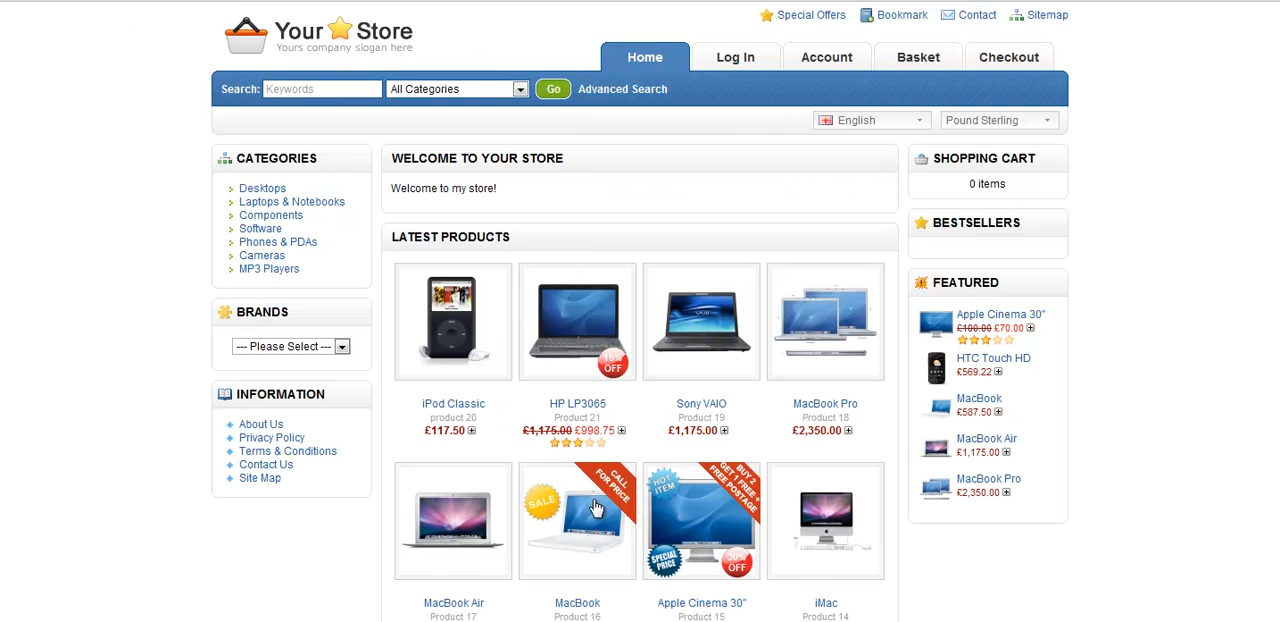 Special Offers Bookmark Contact Sitemap
Your Store
Yours company slogan here
Home Log In Account Basket Checkout
Search: Keywords All Categories Go Advanced Search
English Pound Sterling
CATEGORIES
Desktops
Laptops & Notebooks
Components
Software
Phones & PDAs
Cameras
MP3 Players
BRANDS
--- Please Select ---
INFORMATION
About Us
Privacy Policy
Terms & Conditions
Contact Us
Site Map
WELCOME TO YOUR STORE
Welcome to my store!
LATEST PRODUCTS
15%
OFF
iPod Classic HP LP3065 Sony VAIO MacBook Pro
product 20 Product 21 Product 19 Product 18
£117.50 £1,175.00 £998.75 £1,175.00 £2,350.00
SALE
CALL
FOR PRICE
HOT
ITEM
BUY 2
GET 1 FREE +
FREE POSTAGE
SPECIAL
PRICE
30%
OFF
MacBook Air MacBook Apple Cinema 30" iMac
Product 17 Product 16 Product 15 Product 14
SHOPPING CART
0 items
BESTSELLERS
FEATURED
Apple Cinema 30"
£100.00 £70.00
HTC Touch HD
£569.22
MacBook
£587.50
MacBook Air
£1,175.00
MacBook Pro
£2,350.00